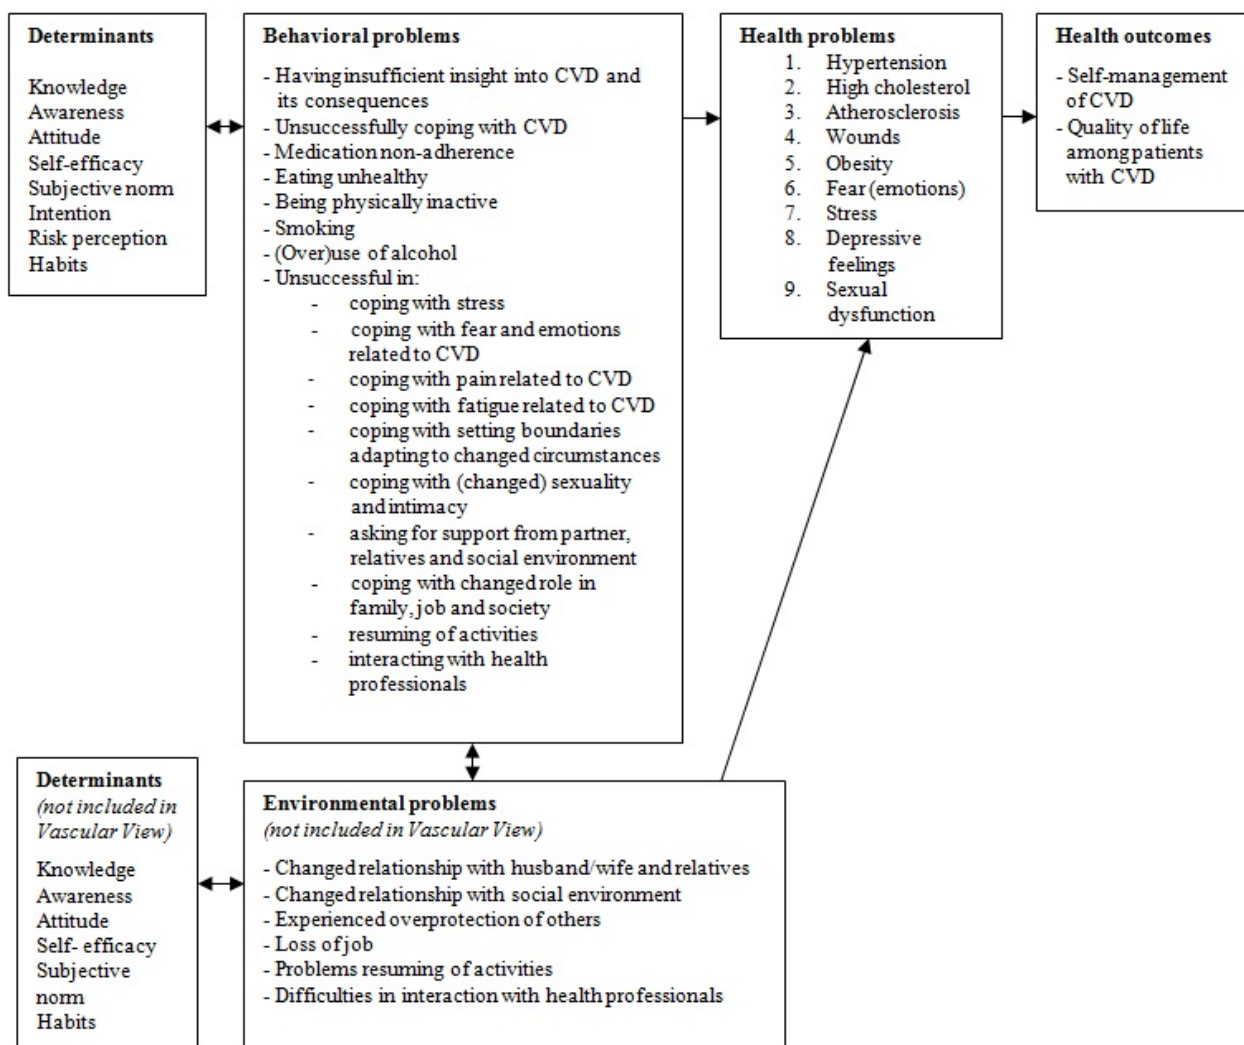 Determinants
Knowledge
Awareness
Attitude
Self-efficacy
Subjective norm
Intention
Risk perception
Habits
Behavioral problems
- Having insufficient insight into CVD and
its consequences
- Unsuccessfully coping with CVD
- Medication non-adherence
- Eating unhealthy
- Being physically inactive
- Smoking
- (Over)use of alcohol
- Unsuccessful in:
- coping with stress
- coping with fear and emotions
related to CVD
- coping with pain related to CVD
- coping with fatigue related to CVD
- coping with setting boundaries
adapting to changed circumstances
- coping with (changed) sexuality
and intimacy
- asking for support from partner,
relatives and social environment
- coping with changed role in
family, job and society
- resuming of activities
- interacting with health
professionals
Health problems
1. Hypertension
2. High cholesterol
3. Atherosclerosis
4. Wounds
5. Obesity
6. Fear (emotions)
7. Stress
8. Depressive
feelings
9. Sexual
dysfunction
Health outcomes
- Self-management
of CVD
- Quality of life
among patients
with CVD
Determinants
(not included in
Vascular View)
Knowledge
Awareness
Attitude
Self- efficacy
Subjective
norm
Habits
Environmental problems
(not included in Vascular View)
- Changed relationship with husband/wife and relatives
- Changed relationship with social environment
- Experienced overprotection of others
- Loss of job
- Problems resuming of activities
- Difficulties in interaction with health professionals